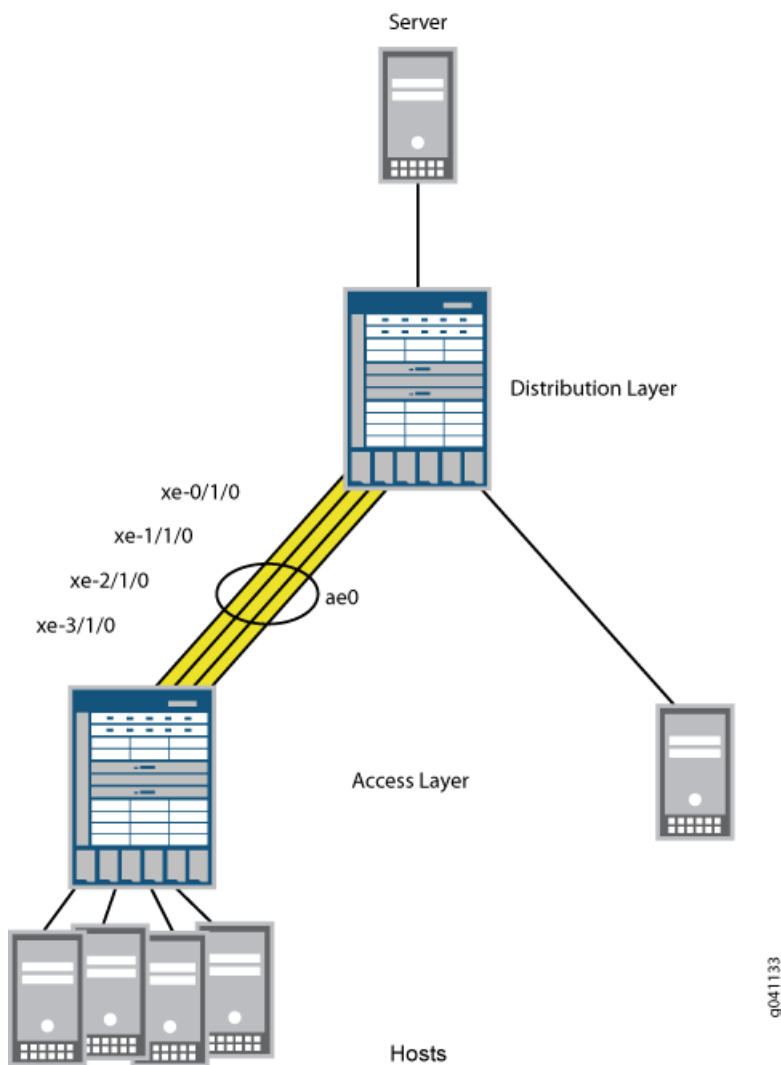 Server
Distribution Layer
xe-0/1/0
xe-1/1/0
xe-2/1/0
xe-3/1/0
ae0
Access Layer
Hosts
g041133